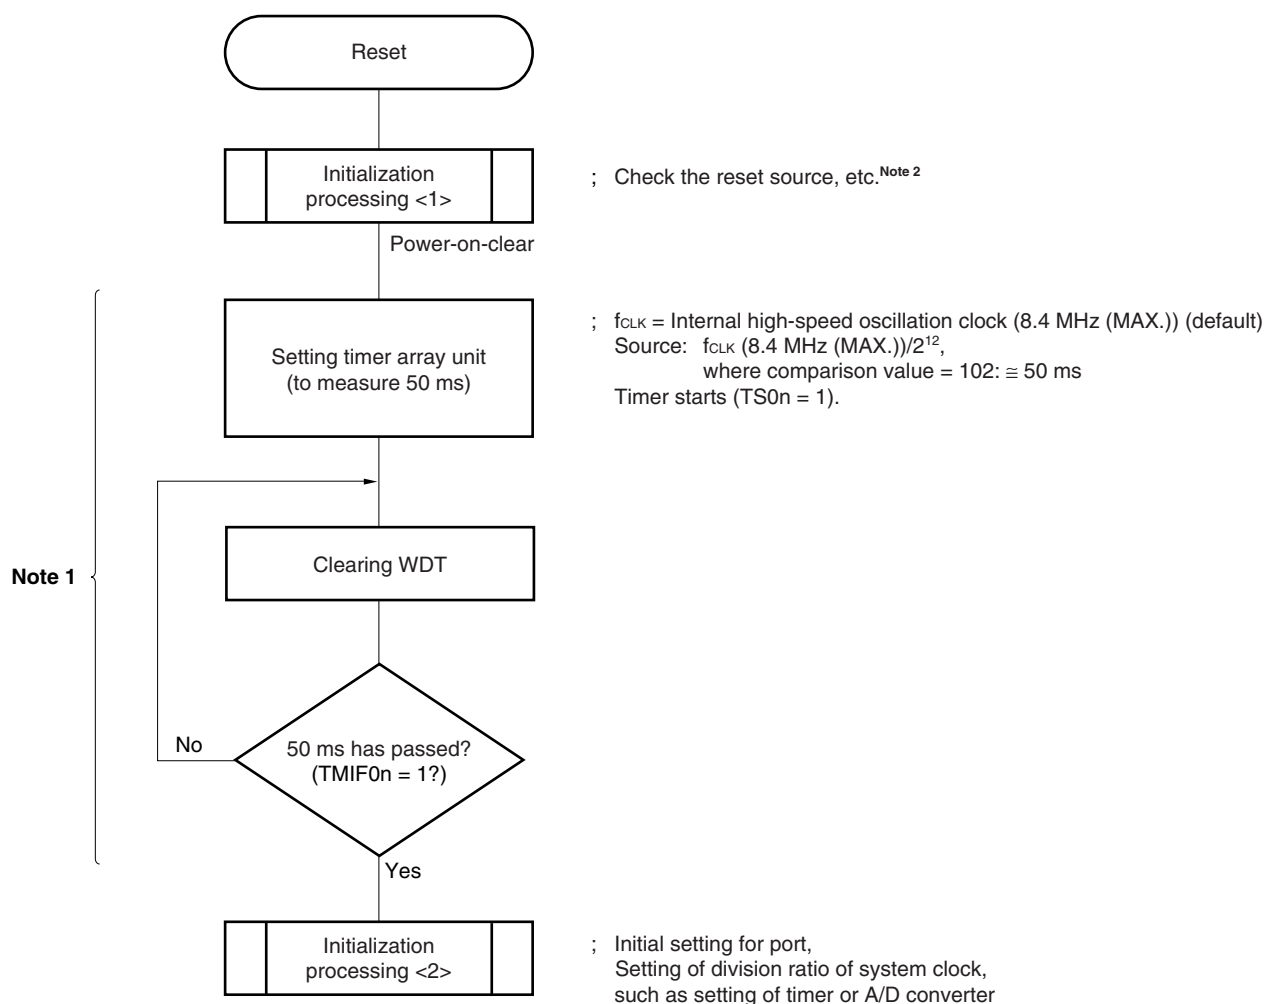 Reset
Initialization
processing <1>
; Check the reset source, etc.Note 2
Power-on-clear
Setting timer array unit
(to measure 50 ms)
; fCLK = Internal high-speed oscillation clock (8.4 MHz (MAX.)) (default)
Source: fCLK (8.4 MHz (MAX.))/2¹²,
where comparison value = 102: ≅ 50 ms
Timer starts (TS0n = 1).
Note 1
Clearing WDT
No
50 ms has passed?
(TMIF0n = 1?)
Yes
Initialization
processing <2>
; Initial setting for port,
Setting of division ratio of system clock,
such as setting of timer or A/D converter